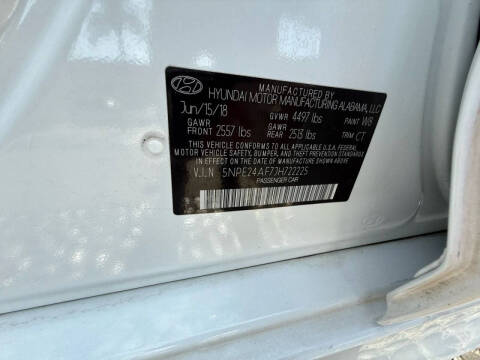 MANUFACTURED BY
HYUNDAI MOTOR MANUFACTURING ALABAMA, LLC
Jun/15/18 GVWR 4497 lbs PAINT WB
GAWR FRONT 2557 lbs GAWR REAR 2513 lbs TRIM CT
THIS VEHICLE CONFORMS TO ALL APPLICABLE U.S.A. FEDERAL
MOTOR VEHICLE SAFETY, BUMPER, AND THEFT PREVENTION STANDARDS IN EFFECT ON THE
DATE OF MANUFACTURE SHOWN ABOVE.
V.I.N : 5NPE24AF7JH722225
PASSENGER CAR